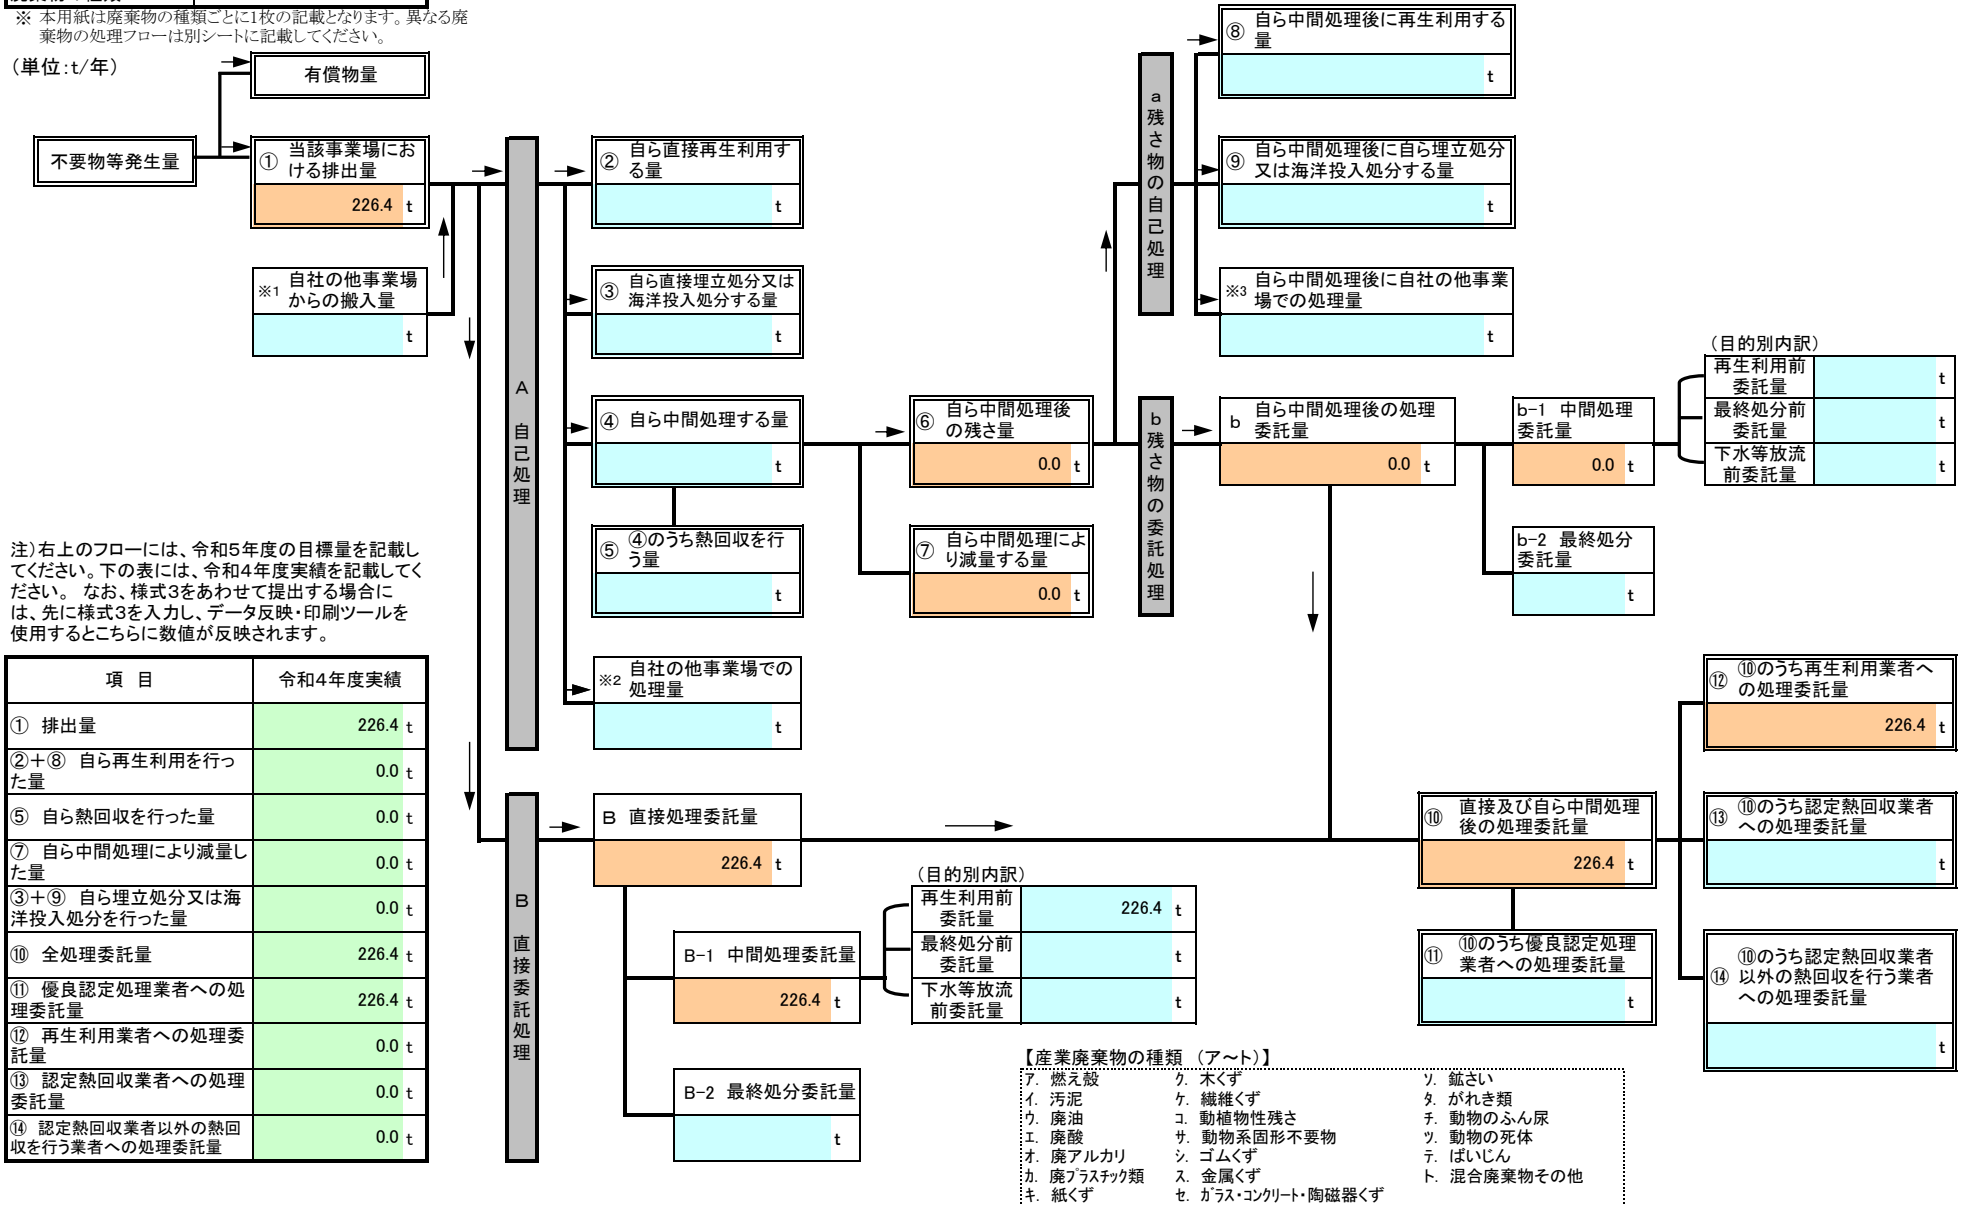 ※ 本用紙は廃棄物の種類ごとに1枚の記載となります。異なる廃
棄物の処理フローは別シートに記載してください。
（単位:t/年）
有償物量
不要物等発生量
① 当該事業場にお
ける排出量
226.4 t
※1 自社の他事業場
からの搬入量
t
A 自己処理
② 自ら直接再生利用す
る量
t
③ 自ら直接埋立処分又は
海洋投入処分する量
t
④ 自ら中間処理する量
t
⑤ ④のうち熱回収を行
う量
t
※2 自社の他事業場での
処理量
t
⑥ 自ら中間処理後
の残さ量
0.0 t
⑦ 自ら中間処理によ
り減量する量
0.0 t
a 残さ物の自己処理
⑧ 自ら中間処理後に再生利用する
量
t
⑨ 自ら中間処理後に自ら埋立処分
又は海洋投入処分する量
t
※3 自ら中間処理後に自社の他事業
場での処理量
t
b 残さ物の委託処理
b 自ら中間処理後の処理
委託量
0.0 t
b-1 中間処理
委託量
0.0 t
（目的別内訳）
再生利用前
委託量
t
最終処分前
委託量
t
下水等放流
前委託量
t
b-2 最終処分
委託量
t
注）右上のフローには、令和５年度の目標量を記載し
てください。下の表には、令和４年度実績を記載してく
ださい。 なお、様式３をあわせて提出する場合に
は、先に様式３を入力し、データ反映・印刷ツールを
使用するとこちらに数値が反映されます。
項 目 令和４年度実績
① 排出量 226.4 t
②＋⑧ 自ら再生利用を行っ
た量 0.0 t
⑤ 自ら熱回収を行った量 0.0 t
⑦ 自ら中間処理により減量し
た量 0.0 t
③＋⑨ 自ら埋立処分又は海
洋投入処分を行った量 0.0 t
⑩ 全処理委託量 226.4 t
⑪ 優良認定処理業者への処
理委託量 226.4 t
⑫ 再生利用業者への処理委
託量 0.0 t
⑬ 認定熱回収業者への処理
委託量 0.0 t
⑭ 認定熱回収業者以外の熱回
収を行う業者への処理委託量 0.0 t
B 直接委託処理
B 直接処理委託量
226.4 t
B-1 中間処理委託量
226.4 t
B-2 最終処分委託量
t
（目的別内訳）
再生利用前
委託量
226.4 t
最終処分前
委託量
t
下水等放流
前委託量
t
⑩ 直接及び自ら中間処理
後の処理委託量
226.4 t
⑪ ⑩のうち優良認定処理
業者への処理委託量
t
⑫ ⑩のうち再生利用業者へ
の処理委託量
226.4 t
⑬ ⑩のうち認定熱回収業者
への処理委託量
t
⑭ ⑩のうち認定熱回収業者
以外の熱回収を行う業者
への処理委託量
t
【産業廃棄物の種類 （ア～ト）】
ア. 燃え殻 ク. 木くず ソ. 鉱さい
イ. 汚泥 ケ. 繊維くず タ. がれき類
ウ. 廃油 コ. 動植物性残さ チ. 動物のふん尿
エ. 廃酸 サ. 動物系固形不要物 ツ. 動物の死体
オ. 廃アルカリ シ. ゴムくず テ. ばいじん
カ. 廃プラスチック類 ス. 金属くず ト. 混合廃棄物その他
キ. 紙くず セ. ガラス・コンクリート・陶磁器くず